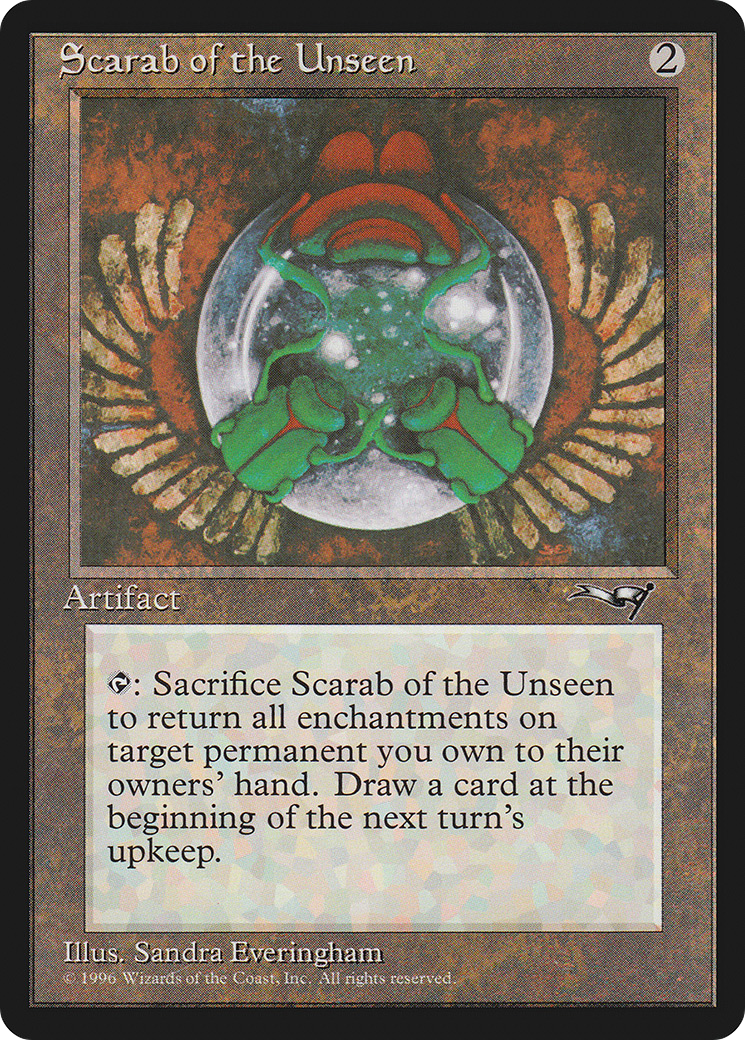 Scarab of the Unseen
2
Artifact
: Sacrifice Scarab of the Unseen
to return all enchantments on
target permanent you own to their
owners' hand. Draw a card at the
beginning of the next turn's
upkeep.
Illus. Sandra Everingham
© 1996 Wizards of the Coast, Inc. All rights reserved.